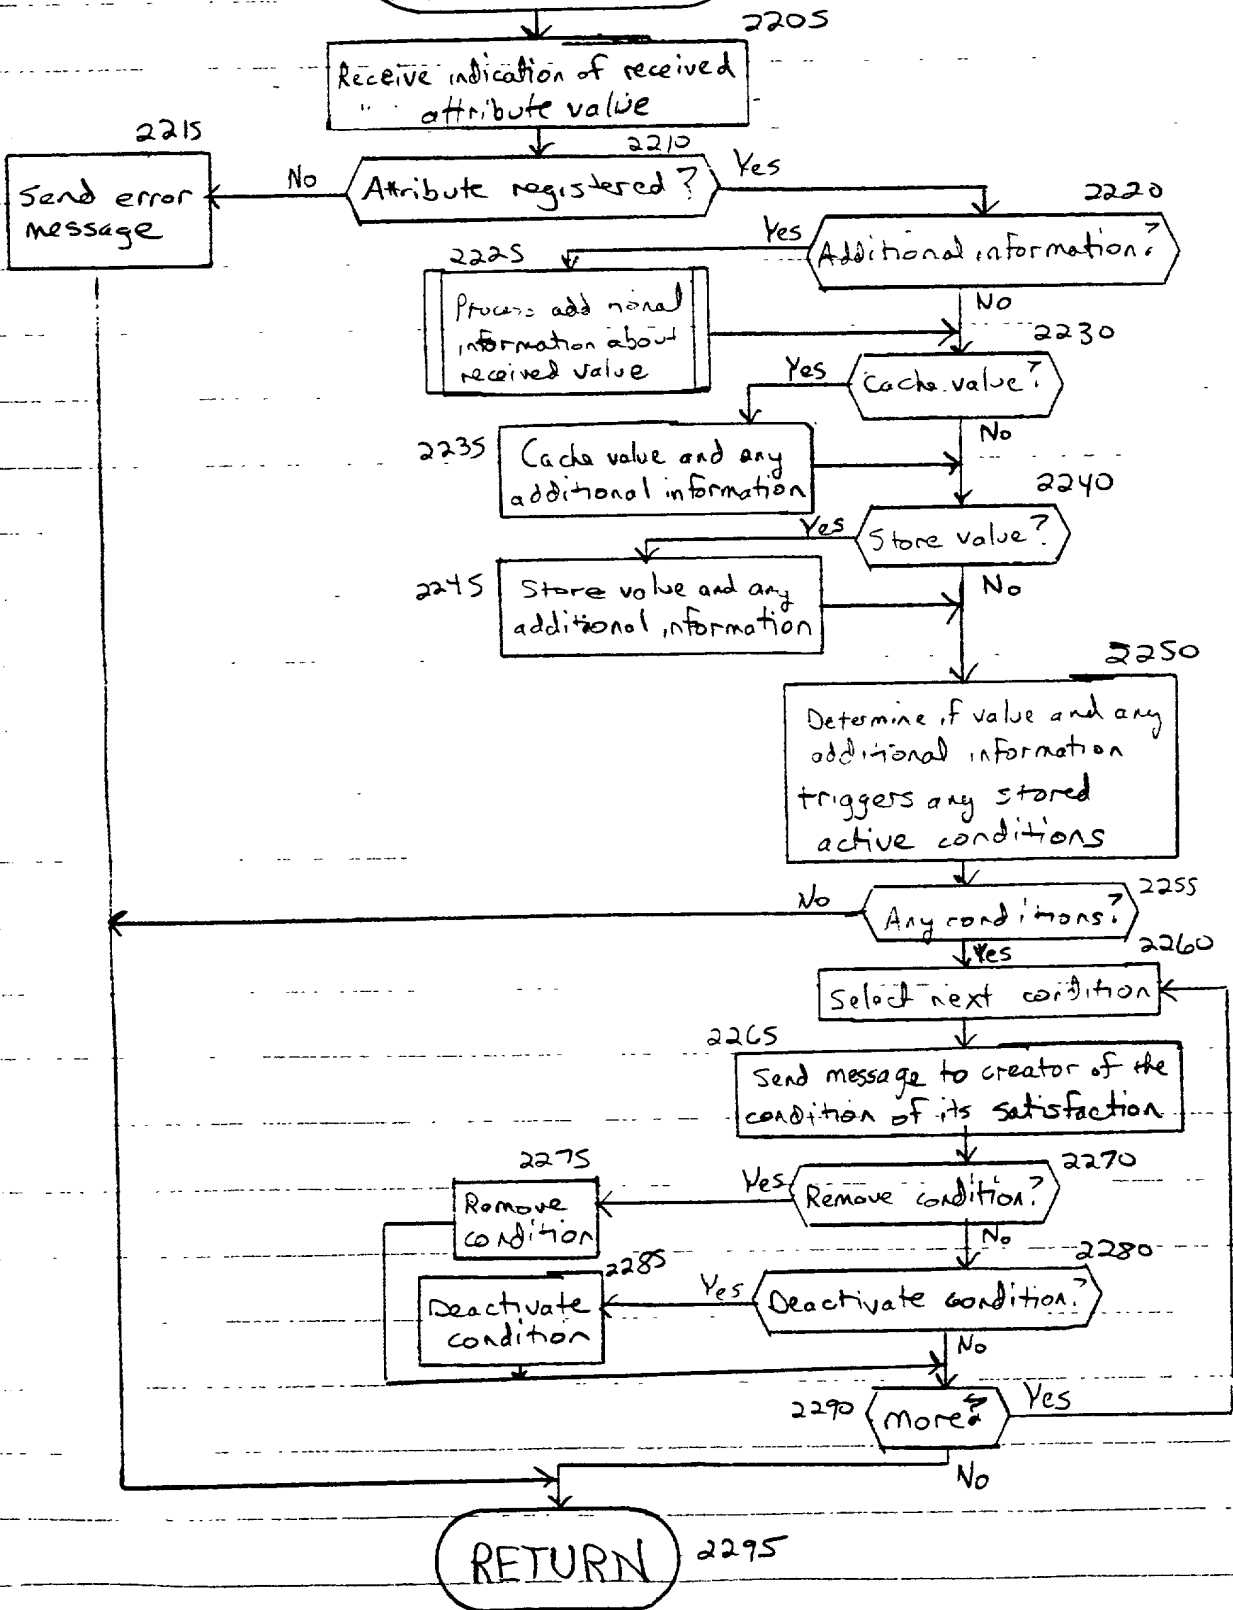 2205
Receive indication of received
attribute value
2210
Attribute registered?
No
Yes
2215
Send error
message
2220
Additional information?
Yes
No
2225
Process additional
information about
received value
2230
Cache value?
Yes
No
2235
Cache value and any
additional information
2240
Store value?
Yes
No
2245
Store value and any
additional information
2250
Determine if value and any
additional information
triggers any stored
active conditions
2255
Any conditions?
No
Yes
2260
Select next condition
2265
Send message to creator of the
condition of its satisfaction
2270
Remove condition?
Yes
No
2275
Remove
condition
2280
Deactivate condition?
Yes
No
2285
Deactivate
condition
2290
More?
Yes
No
RETURN
2295